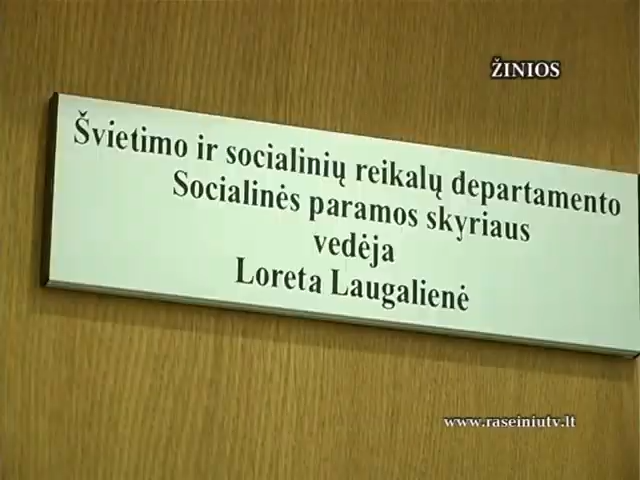 ŽINIOS
Švietimo ir socialinių reikalų departamento
Socialinės paramos skyriaus
vedėja
Loreta Laugalienė
www.raseiniutv.lt